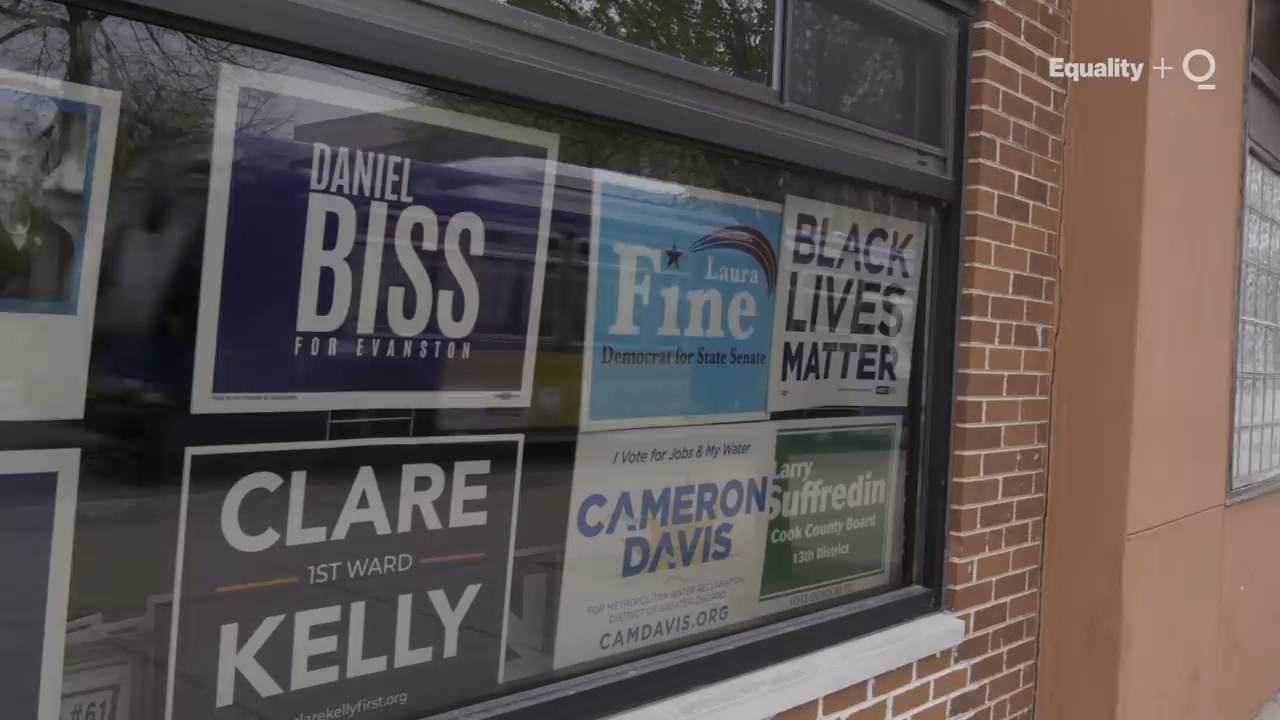 Equality +
DANIEL
BISS
FOR EVANSTON
Laura
Fine
Democrat for State Senate
BLACK
LIVES
MATTER
CLARE
1ST WARD
KELLY
clarekellyfirst.org
I Vote for Jobs & My Water
CAMERON
DAVIS
FOR METROPOLITAN WATER RECLAMATION
DISTRICT OF GREATER CHICAGO
CAMDAVIS.ORG
Larry
Suffredin
Cook County Board
13th District
#61